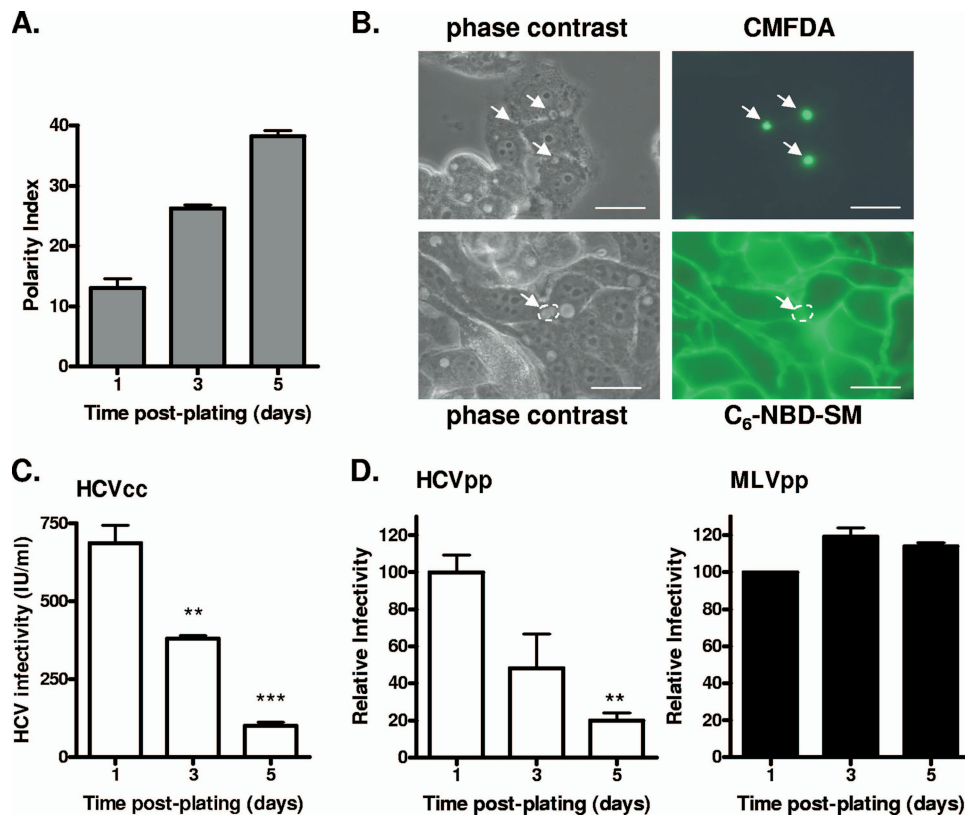 A.
Polarity Index
40
30
20
10
0
1 3 5
Time post-plating (days)
B.
phase contrast CMFDA
phase contrast C₆-NBD-SM
C.
HCVcc
HCV infectivity (IU/ml)
750
500
250
0
**
***
1 3 5
Time post-plating (days)
D.
HCVpp
Relative Infectivity
120
100
80
60
40
20
0
**
1 3 5
Time post-plating (days)
MLVpp
Relative Infectivity
120
100
80
60
40
20
0
1 3 5
Time post-plating (days)